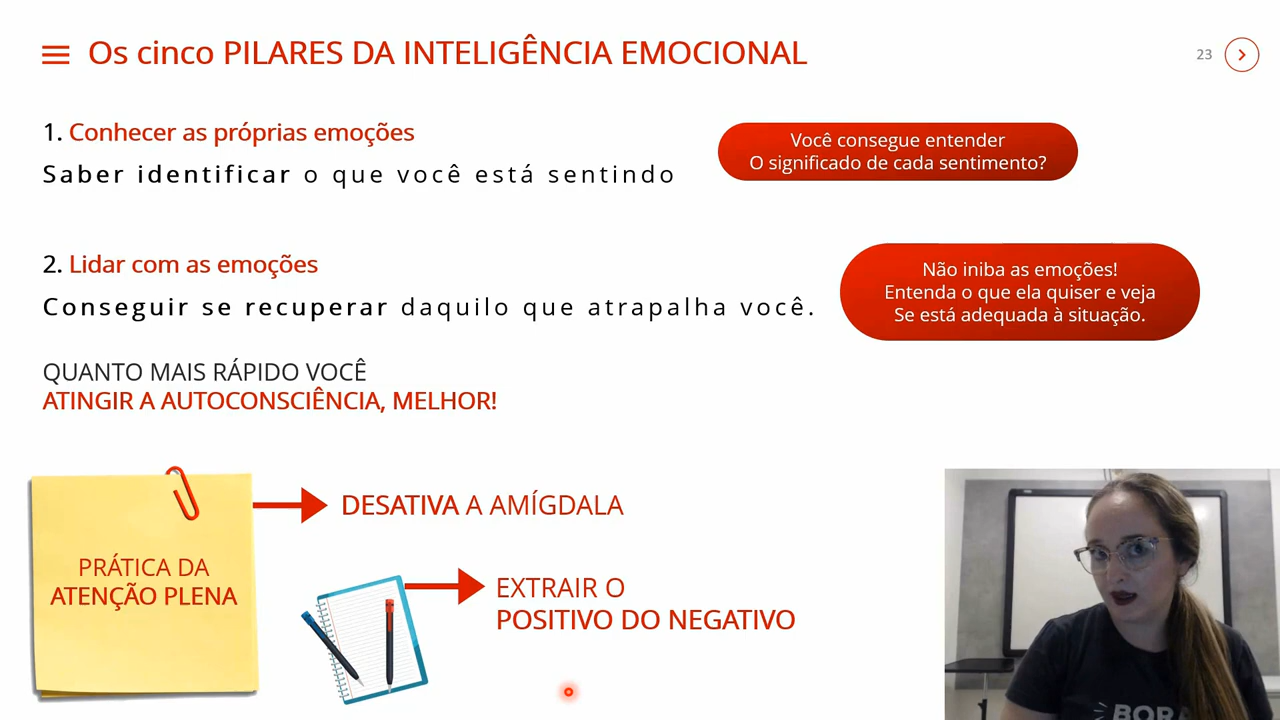 Os cinco PILARES DA INTELIGÊNCIA EMOCIONAL
23
1. Conhecer as próprias emoções
Saber identificar o que você está sentindo
Você consegue entender
O significado de cada sentimento?
2. Lidar com as emoções
Conseguir se recuperar daquilo que atrapalha você.
Não iniba as emoções!
Entenda o que ela quiser e veja
Se está adequada à situação.
QUANTO MAIS RÁPIDO VOCÊ
ATINGIR A AUTOCONSCIÊNCIA, MELHOR!
PRÁTICA DA
ATENÇÃO PLENA
DESATIVA A AMÍGDALA
EXTRAIR O
POSITIVO DO NEGATIVO